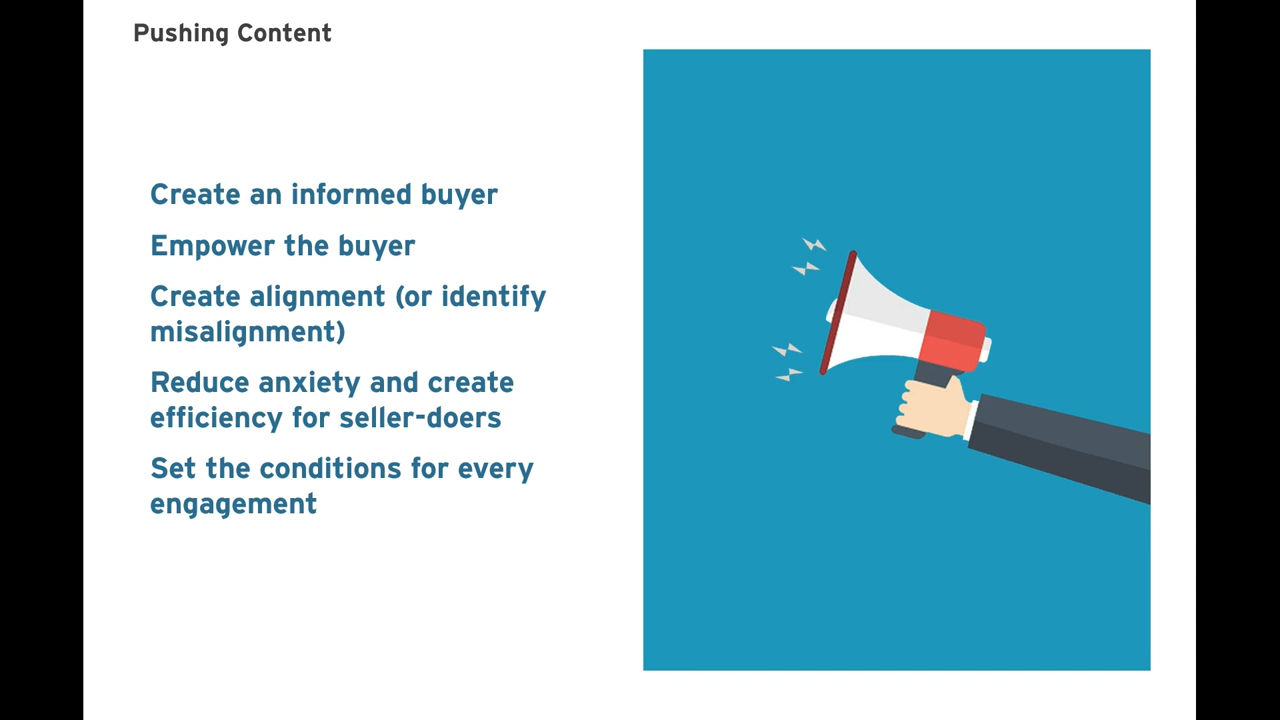 Pushing Content
Create an informed buyer
Empower the buyer
Create alignment (or identify
misalignment)
Reduce anxiety and create
efficiency for seller-doers
Set the conditions for every
engagement